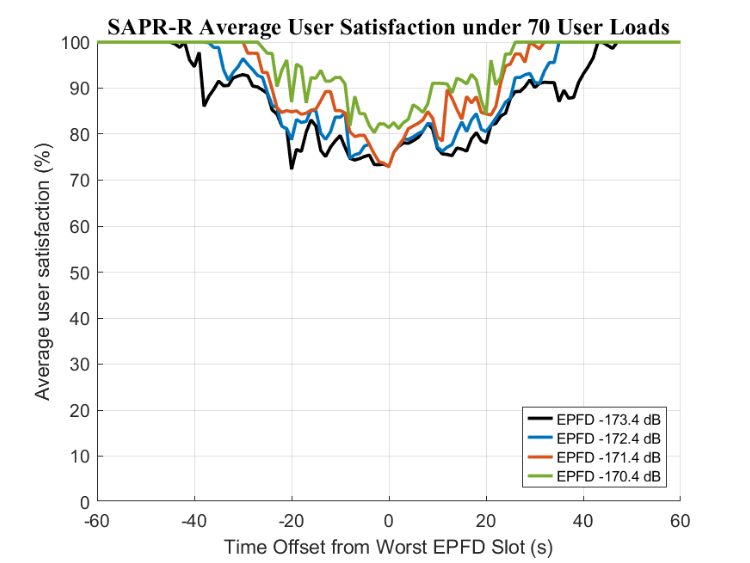 SAPR-R Average User Satisfaction under 70 User Loads
100
90
80
70
60
50
40
30
20
10
0
Average user satisfaction (%)
-60 -40 -20 0 20 40 60
Time Offset from Worst EPFD Slot (s)
EPFD -173.4 dB
EPFD -172.4 dB
EPFD -171.4 dB
EPFD -170.4 dB